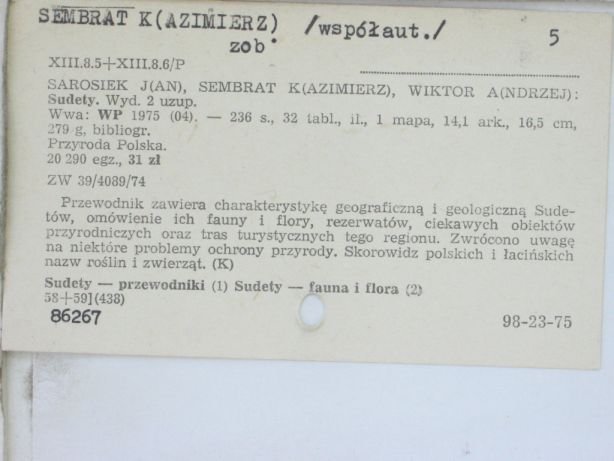 SEMBRAT K(AZIMIERZ) /współaut./ 5
zob.
XIII.8.5+XIII.8.6/P
SAROSIEK J(AN), SEMBRAT K(AZIMIERZ), WIKTOR A(NDRZEJ):
Sudety. Wyd. 2 uzup.
Wwa: WP 1975 (04). — 236 s., 32 tabl., il., 1 mapa, 14,1 ark., 16,5 cm,
279 g, bibliogr.
Przyroda Polska.
20 290 egz., 31 zł
ZW 39/4039/74
Przewodnik zawiera charakterystykę geograficzną i geologiczną Sude-
tów, omówienie ich fauny i flory, rezerwatów, ciekawych obiektów
przyrodniczych oraz tras turystycznych tego regionu. Zwrócono uwagę
na niektóre problemy ochrony przyrody. Skorowidz polskich i łacińskich
nazw roślin i zwierząt. (K)
Sudety — przewodniki (1) Sudety — fauna i flora (2)
58+59](438)
86267 98-23-75